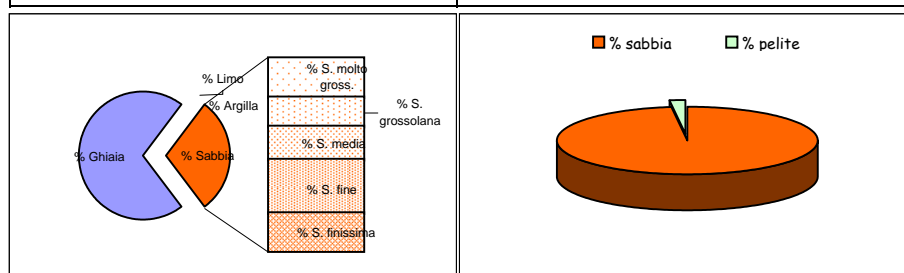 % Limo
% Argilla
% Ghiaia
% Sabbia
% S. molto
gross.
% S.
grossolana
% S. media
% S. fine
% S. finissima
% sabbia
% pelite